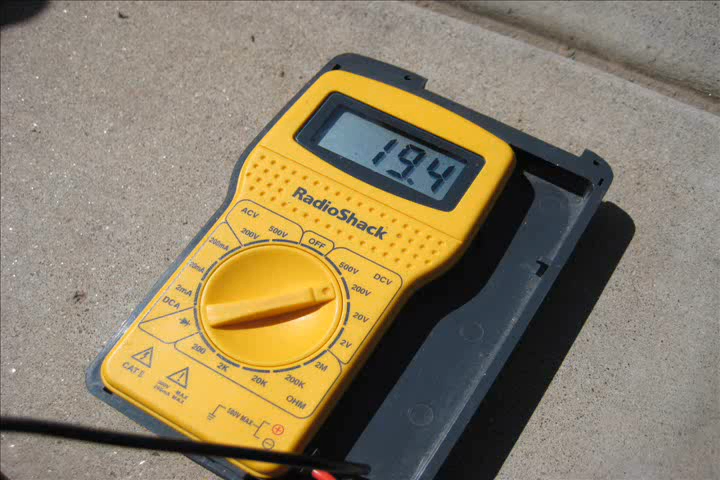 19.4
RadioShack
ACV
200V 500V
OFF
500V DCV
200V
20V
2V
200mA
20mA
2mA
DCA
200 2K 20K 200K 2M
OHM
CAT II
500V MAX